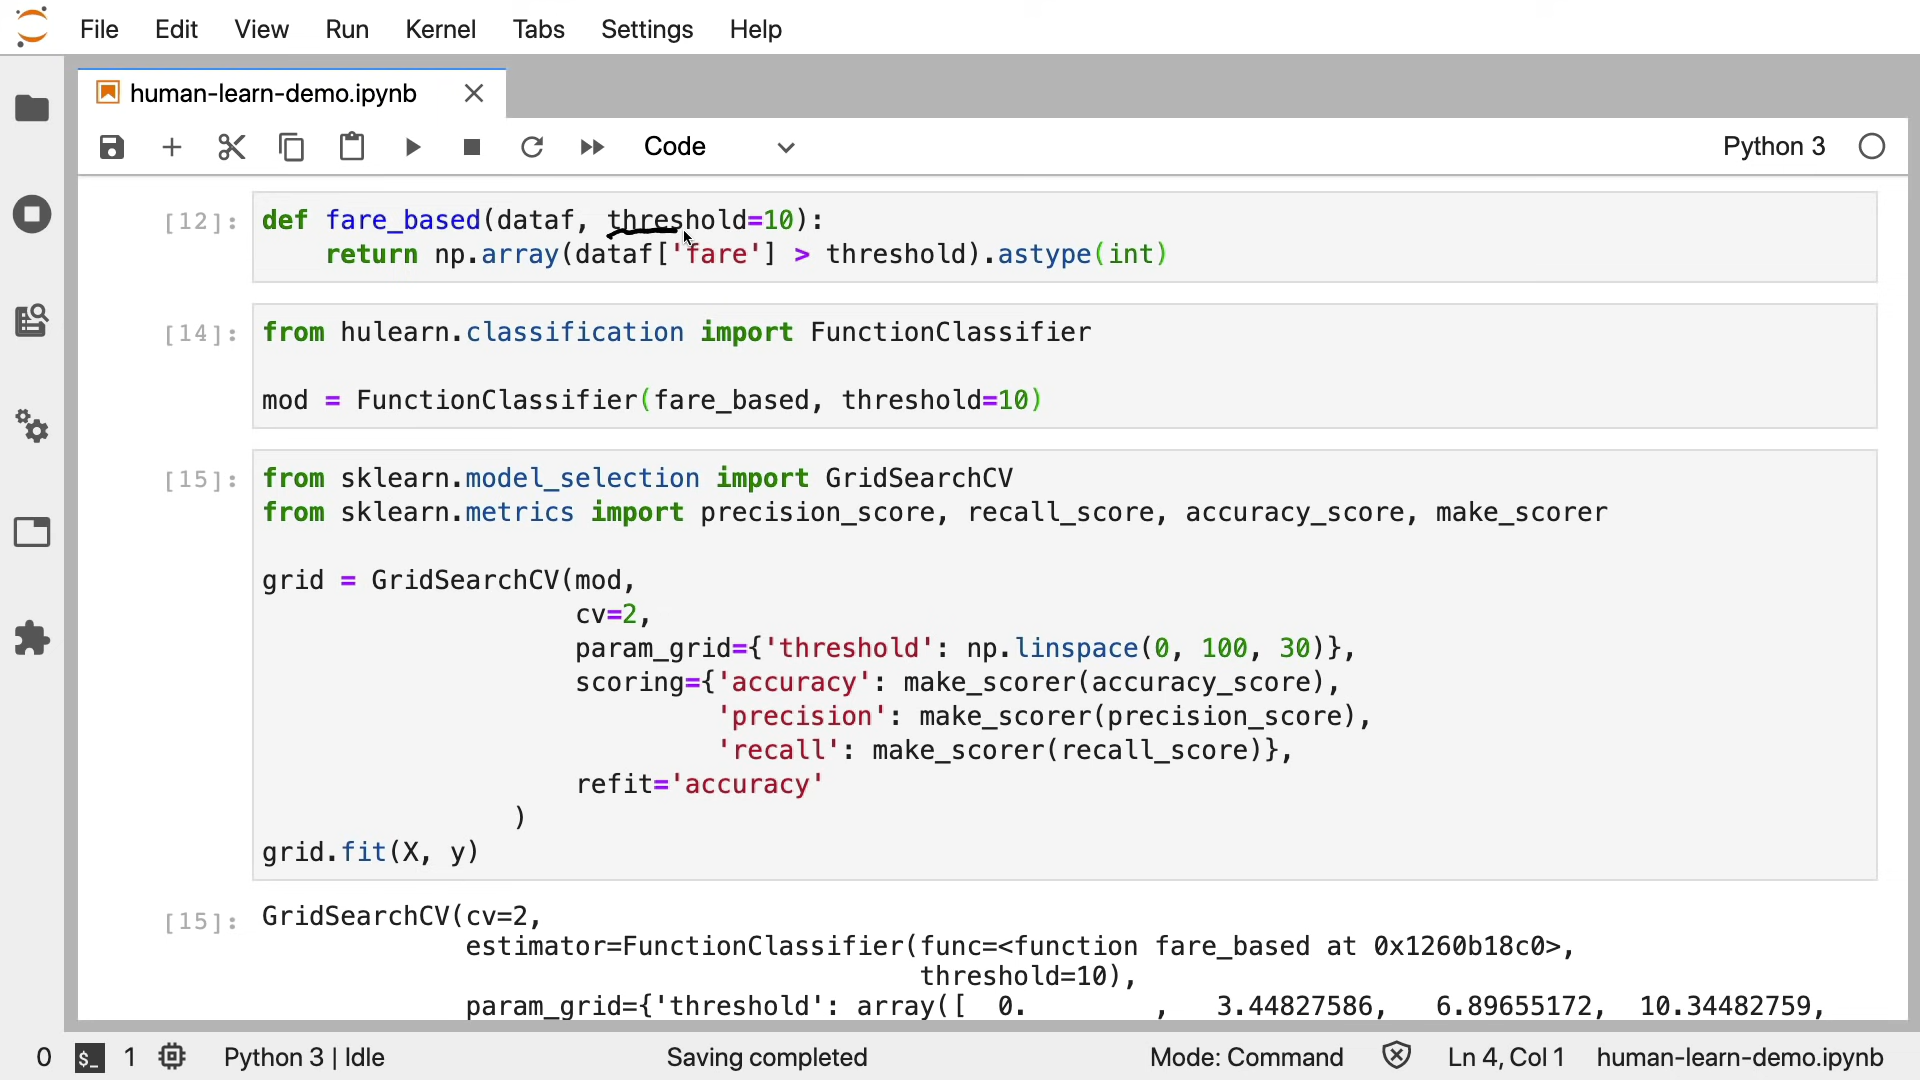 File Edit View Run Kernel Tabs Settings Help
human-learn-demo.ipynb
Code
Python 3
[12]: def fare_based(dataf, threshold=10):
    return np.array(dataf['fare'] > threshold).astype(int)
[14]: from hulearn.classification import FunctionClassifier
mod = FunctionClassifier(fare_based, threshold=10)
[15]: from sklearn.model_selection import GridSearchCV
from sklearn.metrics import precision_score, recall_score, accuracy_score, make_scorer
grid = GridSearchCV(mod,
                    cv=2,
                    param_grid={'threshold': np.linspace(0, 100, 30)},
                    scoring={'accuracy': make_scorer(accuracy_score),
                             'precision': make_scorer(precision_score),
                             'recall': make_scorer(recall_score)},
                    refit='accuracy'
                )
grid.fit(X, y)
[15]: GridSearchCV(cv=2,
             estimator=FunctionClassifier(func=<function fare_based at 0x1260b18c0>,
                                          threshold=10),
             param_grid={'threshold': array([  0.        ,   3.44827586,   6.89655172,  10.34482759,
0 $_ 1 Python 3 | Idle Saving completed Mode: Command Ln 4, Col 1 human-learn-demo.ipynb